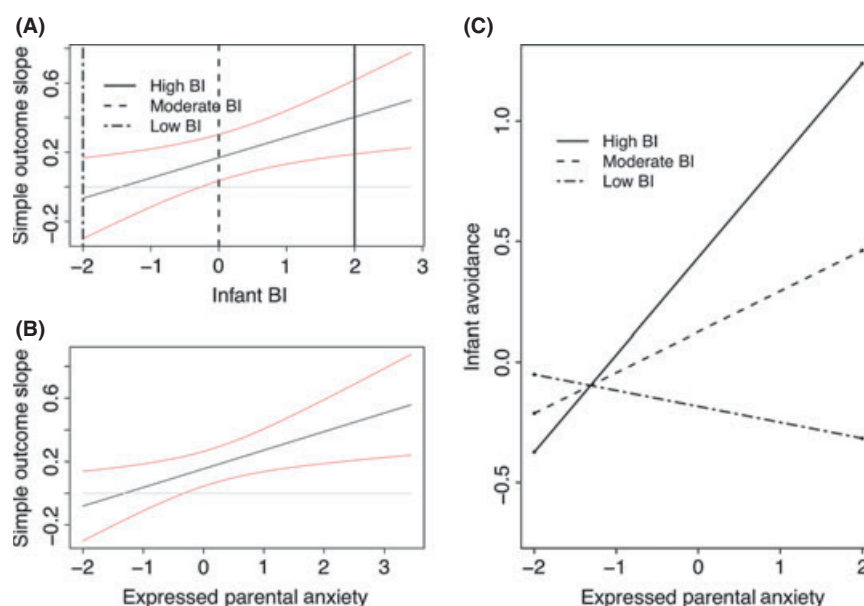 (A)
Simple outcome slope
0.6
0.2
−0.2
High BI
Moderate BI
Low BI
−2 −1 0 1 2 3
Infant BI
(B)
Simple outcome slope
0.6
0.2
−0.2
−2 −1 0 1 2 3
Expressed parental anxiety
(C)
Infant avoidance
1.0
0.5
0.0
−0.5
High BI
Moderate BI
Low BI
−2 −1 0 1 2
Expressed parental anxiety